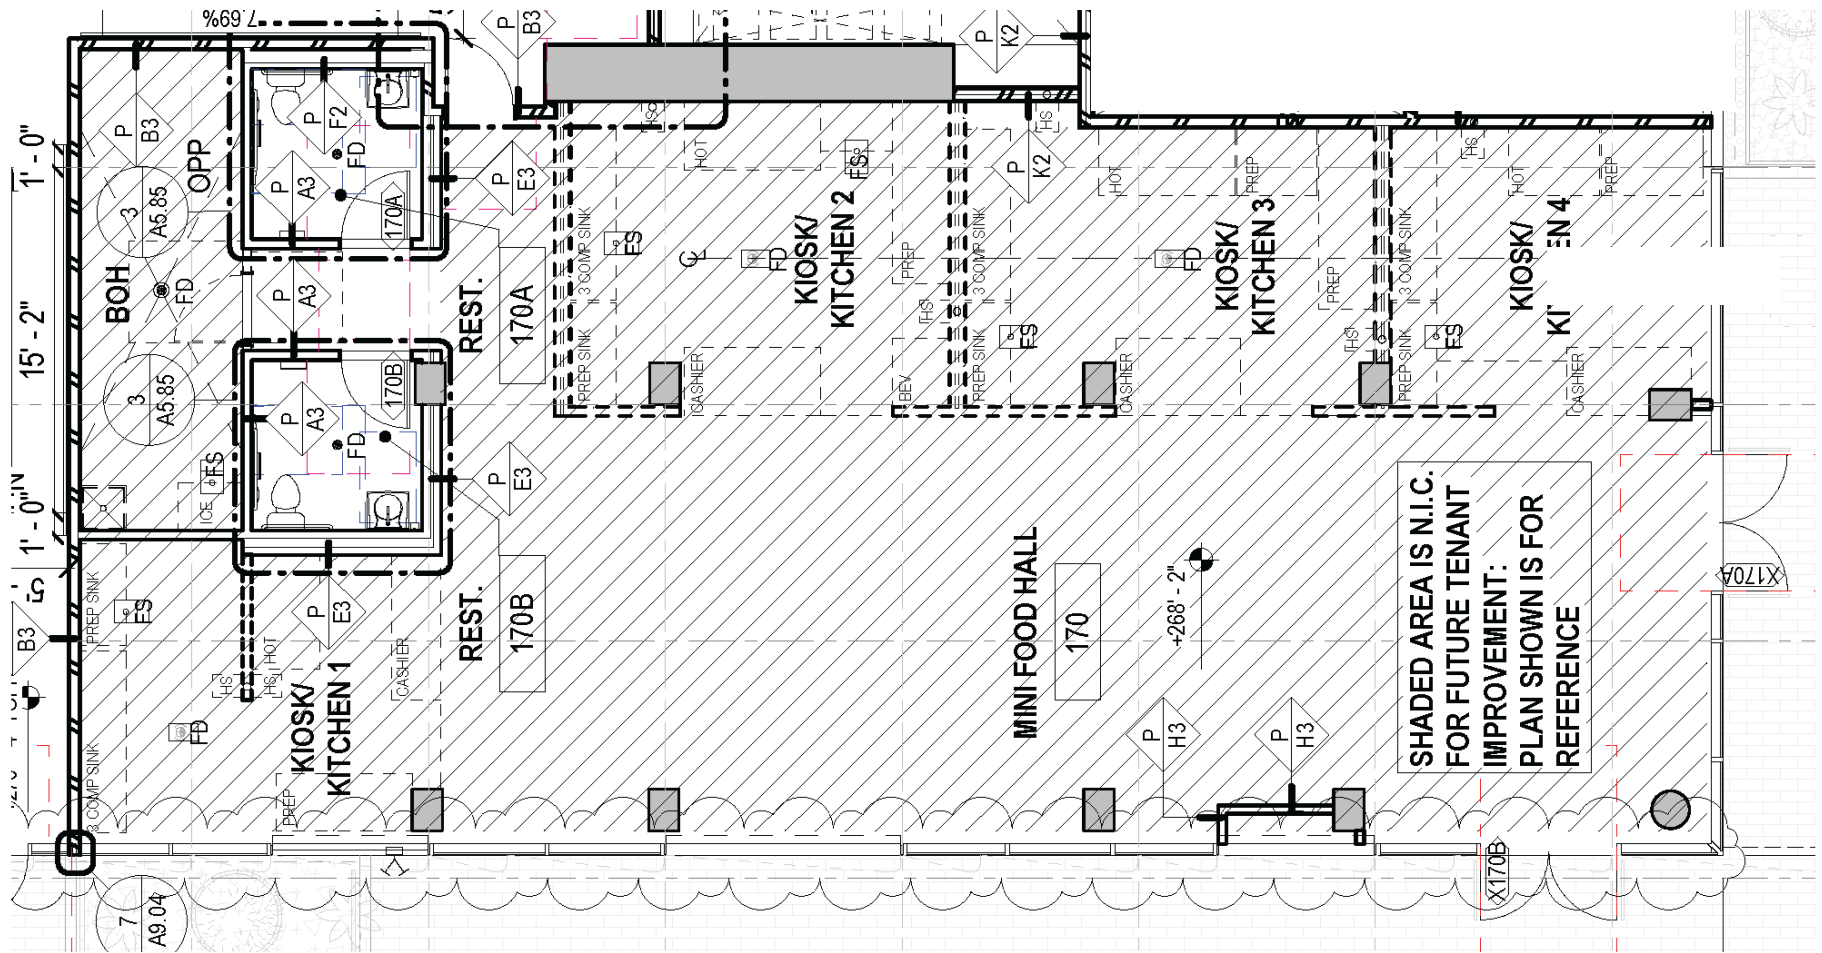 7.69%
P
B3
P
K2
P
B3
OPP
P
F2
FD
P
A3
170A
3
A5.85
1' - 0"
P
E3
HS
HOT
FS
KIOSK/
KITCHEN 2
3 COMP SINK
FS
FD
PREP
HS
P
K2
HOT
PREP
KIOSK/
KITCHEN 3
3 COMP SINK
FD
PREP
HS
HOT
PREP
KIOSK/
3 COMP SINK
BOH
FD
P
A3
REST.
170A
15' - 2"
3
A5.85
170B
P
A3
FD
PREP SINK
CASHIER
BEV
HS
PREP SINK
FS
CASHIER
HS
PREP SINK
FS
CASHIER
FS
ICE
P
E3
1' - 0"
B3
PREP SINK
FS
P
E3
REST.
170B
HOT
HS
HS
CASHIER
KIOSK/
KITCHEN 1
FD
3 COMP SINK
PREP
MINI FOOD HALL
170
+268' - 2"
P
H3
P
H3
SHADED AREA IS N.I.C.
FOR FUTURE TENANT
IMPROVEMENT:
PLAN SHOWN IS FOR
REFERENCE
X170A
X170B
7
A9.04